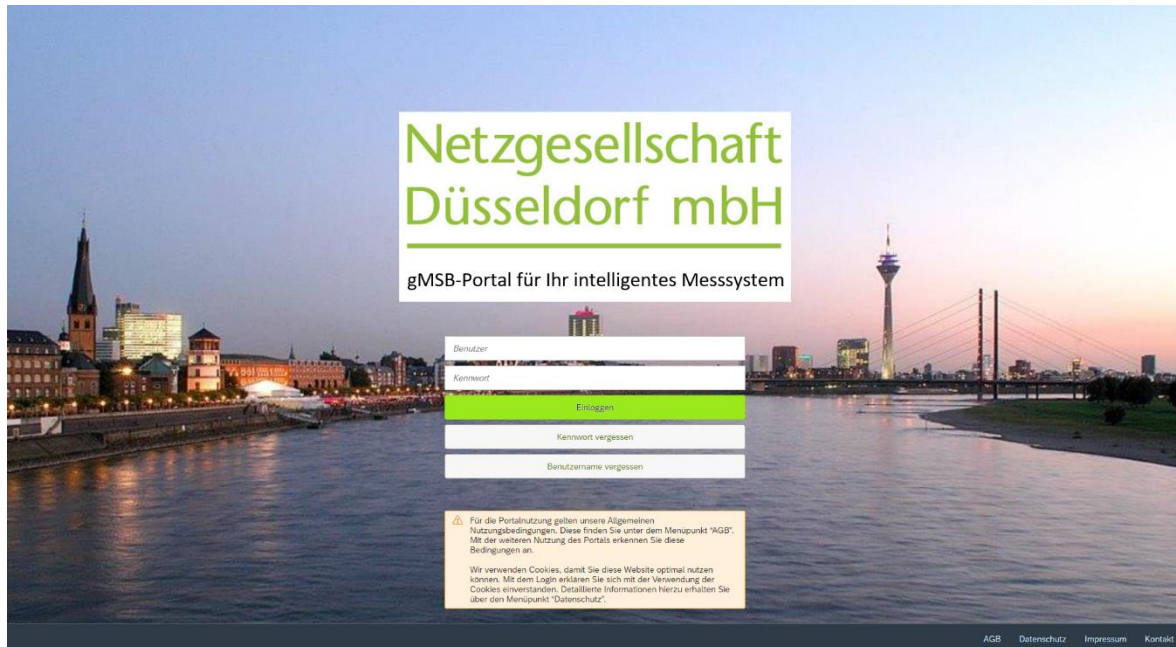 Netzgesellschaft
Düsseldorf mbH
gMSB-Portal für Ihr intelligentes Messsystem
Benutzer
Kennwort
Einloggen
Kennwort vergessen
Benutzername vergessen
Für die Portalnutzung gelten unsere Allgemeinen
Nutzungsbedingungen. Diese finden Sie unter dem Menüpunkt "AGB".
Mit der weiteren Nutzung des Portals erkennen Sie diese
Bedingungen an.
Wir verwenden Cookies, damit Sie diese Website optimal nutzen
können. Mit dem Login erklären Sie sich mit der Verwendung der
Cookies einverstanden. Detaillierte Informationen hierzu erhalten Sie
über den Menüpunkt "Datenschutz".
AGB Datenschutz Impressum Kontakt